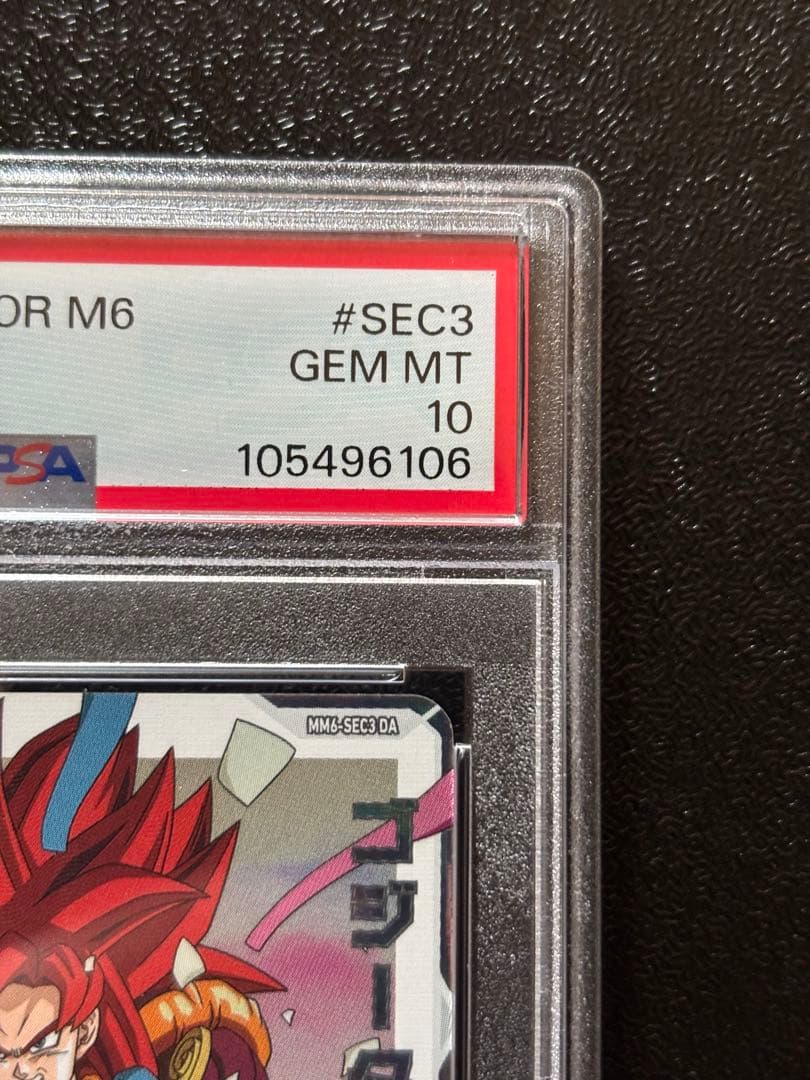 OR M6
#SEC3
GEM MT
10
PSA
105496106
MM6-SEC3 DA
ゴジータ